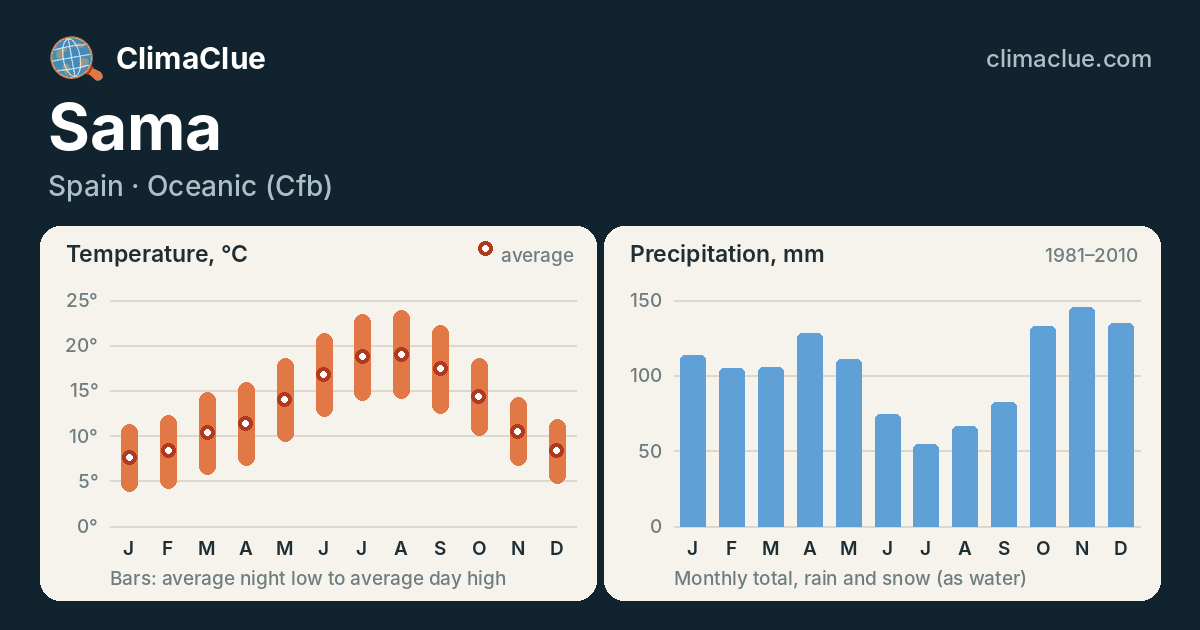 ClimaClue
climaclue.com
Sama
Spain · Oceanic (Cfb)
Temperature, °C
average
25°
20°
15°
10°
5°
0°
J F M A M J J A S O N D
Bars: average night low to average day high
Precipitation, mm
1981–2010
150
100
50
0
J F M A M J J A S O N D
Monthly total, rain and snow (as water)